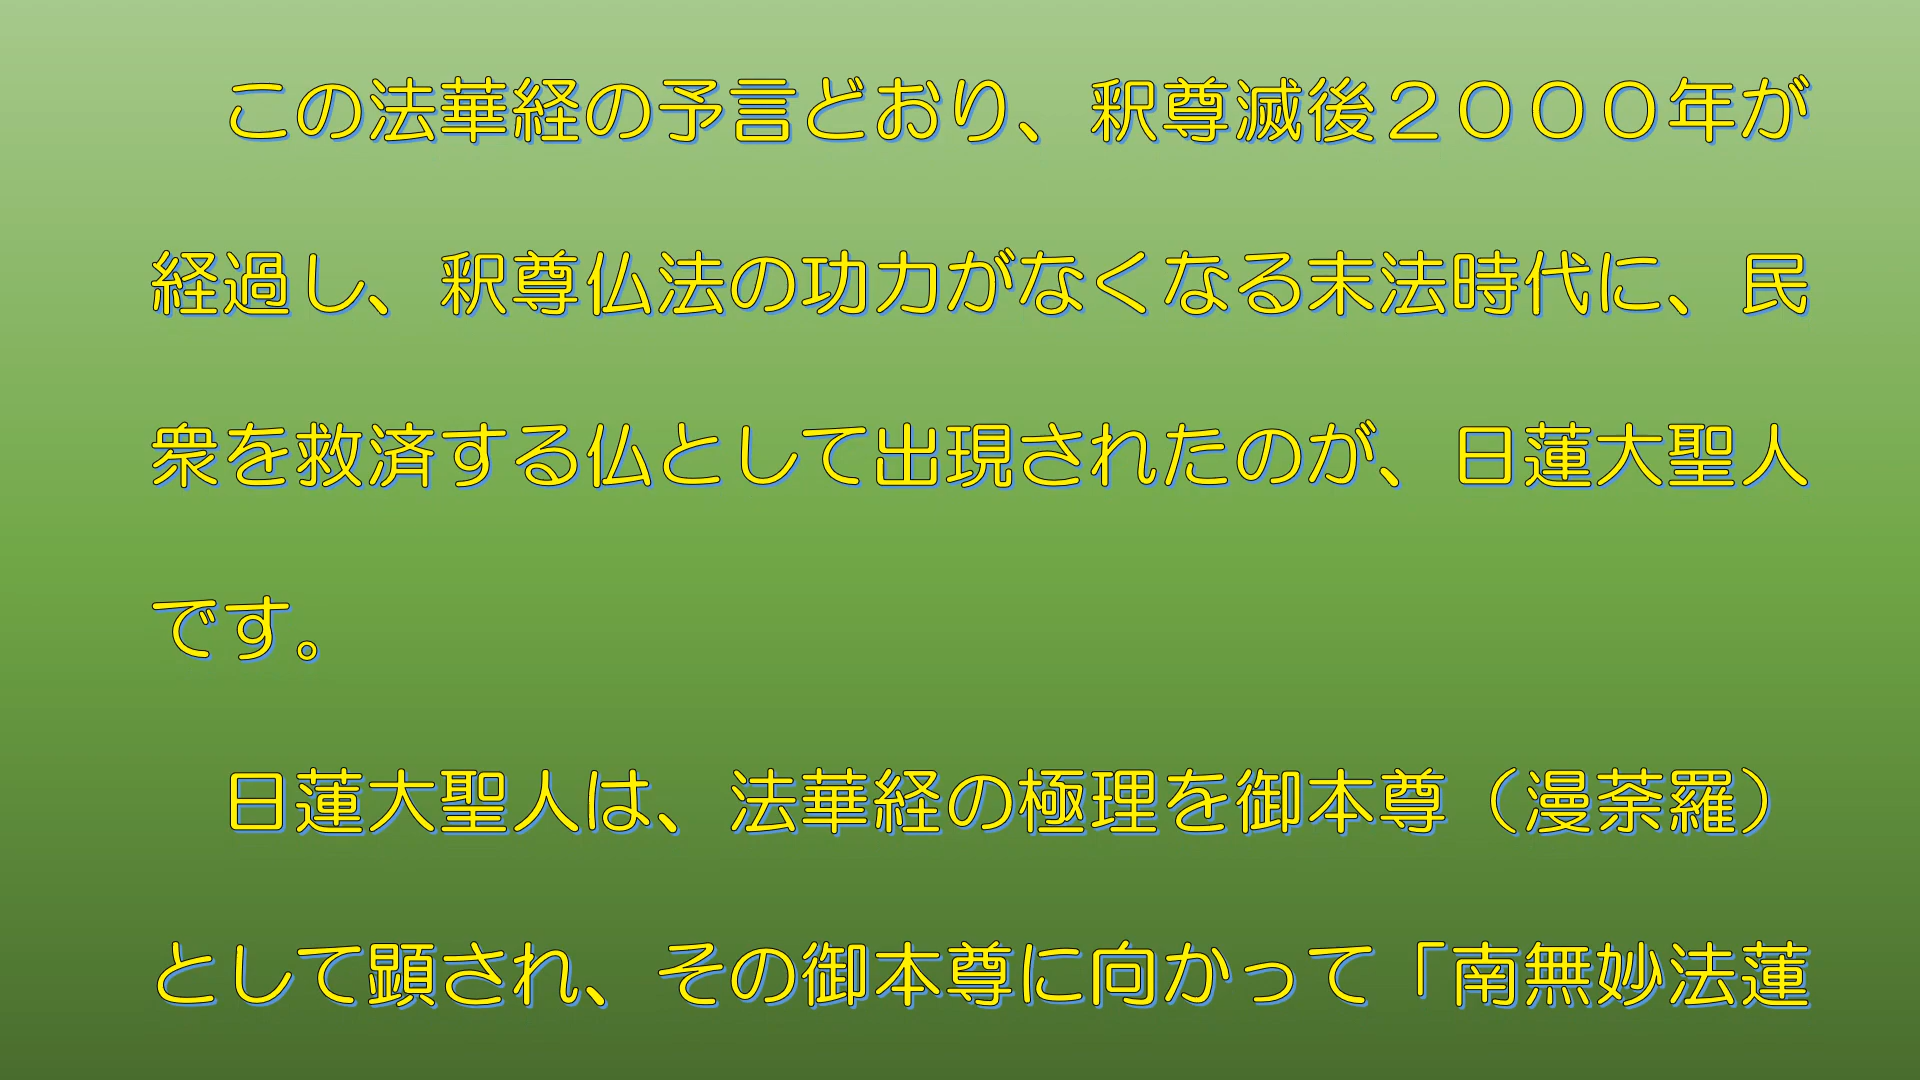 この法華経の予言どおり、釈尊滅後２０００年が
経過し、釈尊仏法の功力がなくなる末法時代に、民
衆を救済する仏として出現されたのが、日蓮大聖人
です。
日蓮大聖人は、法華経の極理を御本尊（漫荼羅）
として顕され、その御本尊に向かって「南無妙法蓮